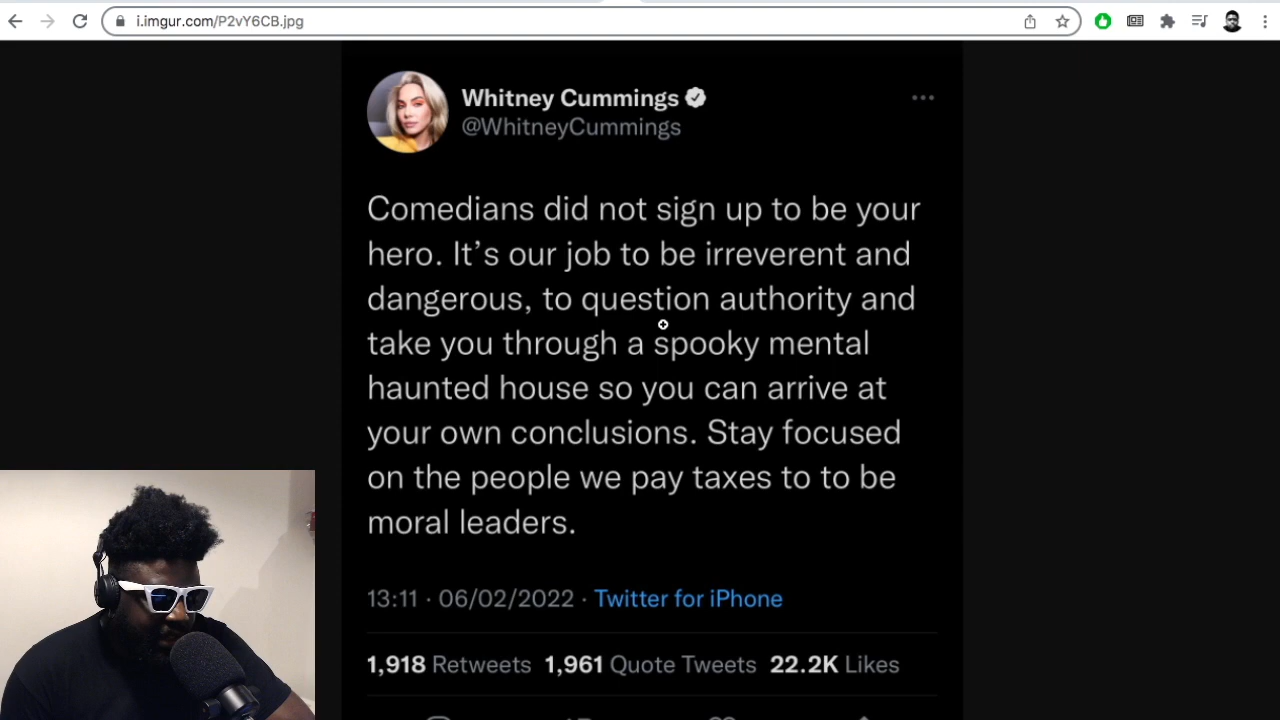 i.imgur.com/P2vY6CB.jpg
Whitney Cummings
@WhitneyCummings
Comedians did not sign up to be your
hero. It’s our job to be irreverent and
dangerous, to question authority and
take you through a spooky mental
haunted house so you can arrive at
your own conclusions. Stay focused
on the people we pay taxes to to be
moral leaders.
13:11 · 06/02/2022 · Twitter for iPhone
1,918 Retweets 1,961 Quote Tweets 22.2K Likes